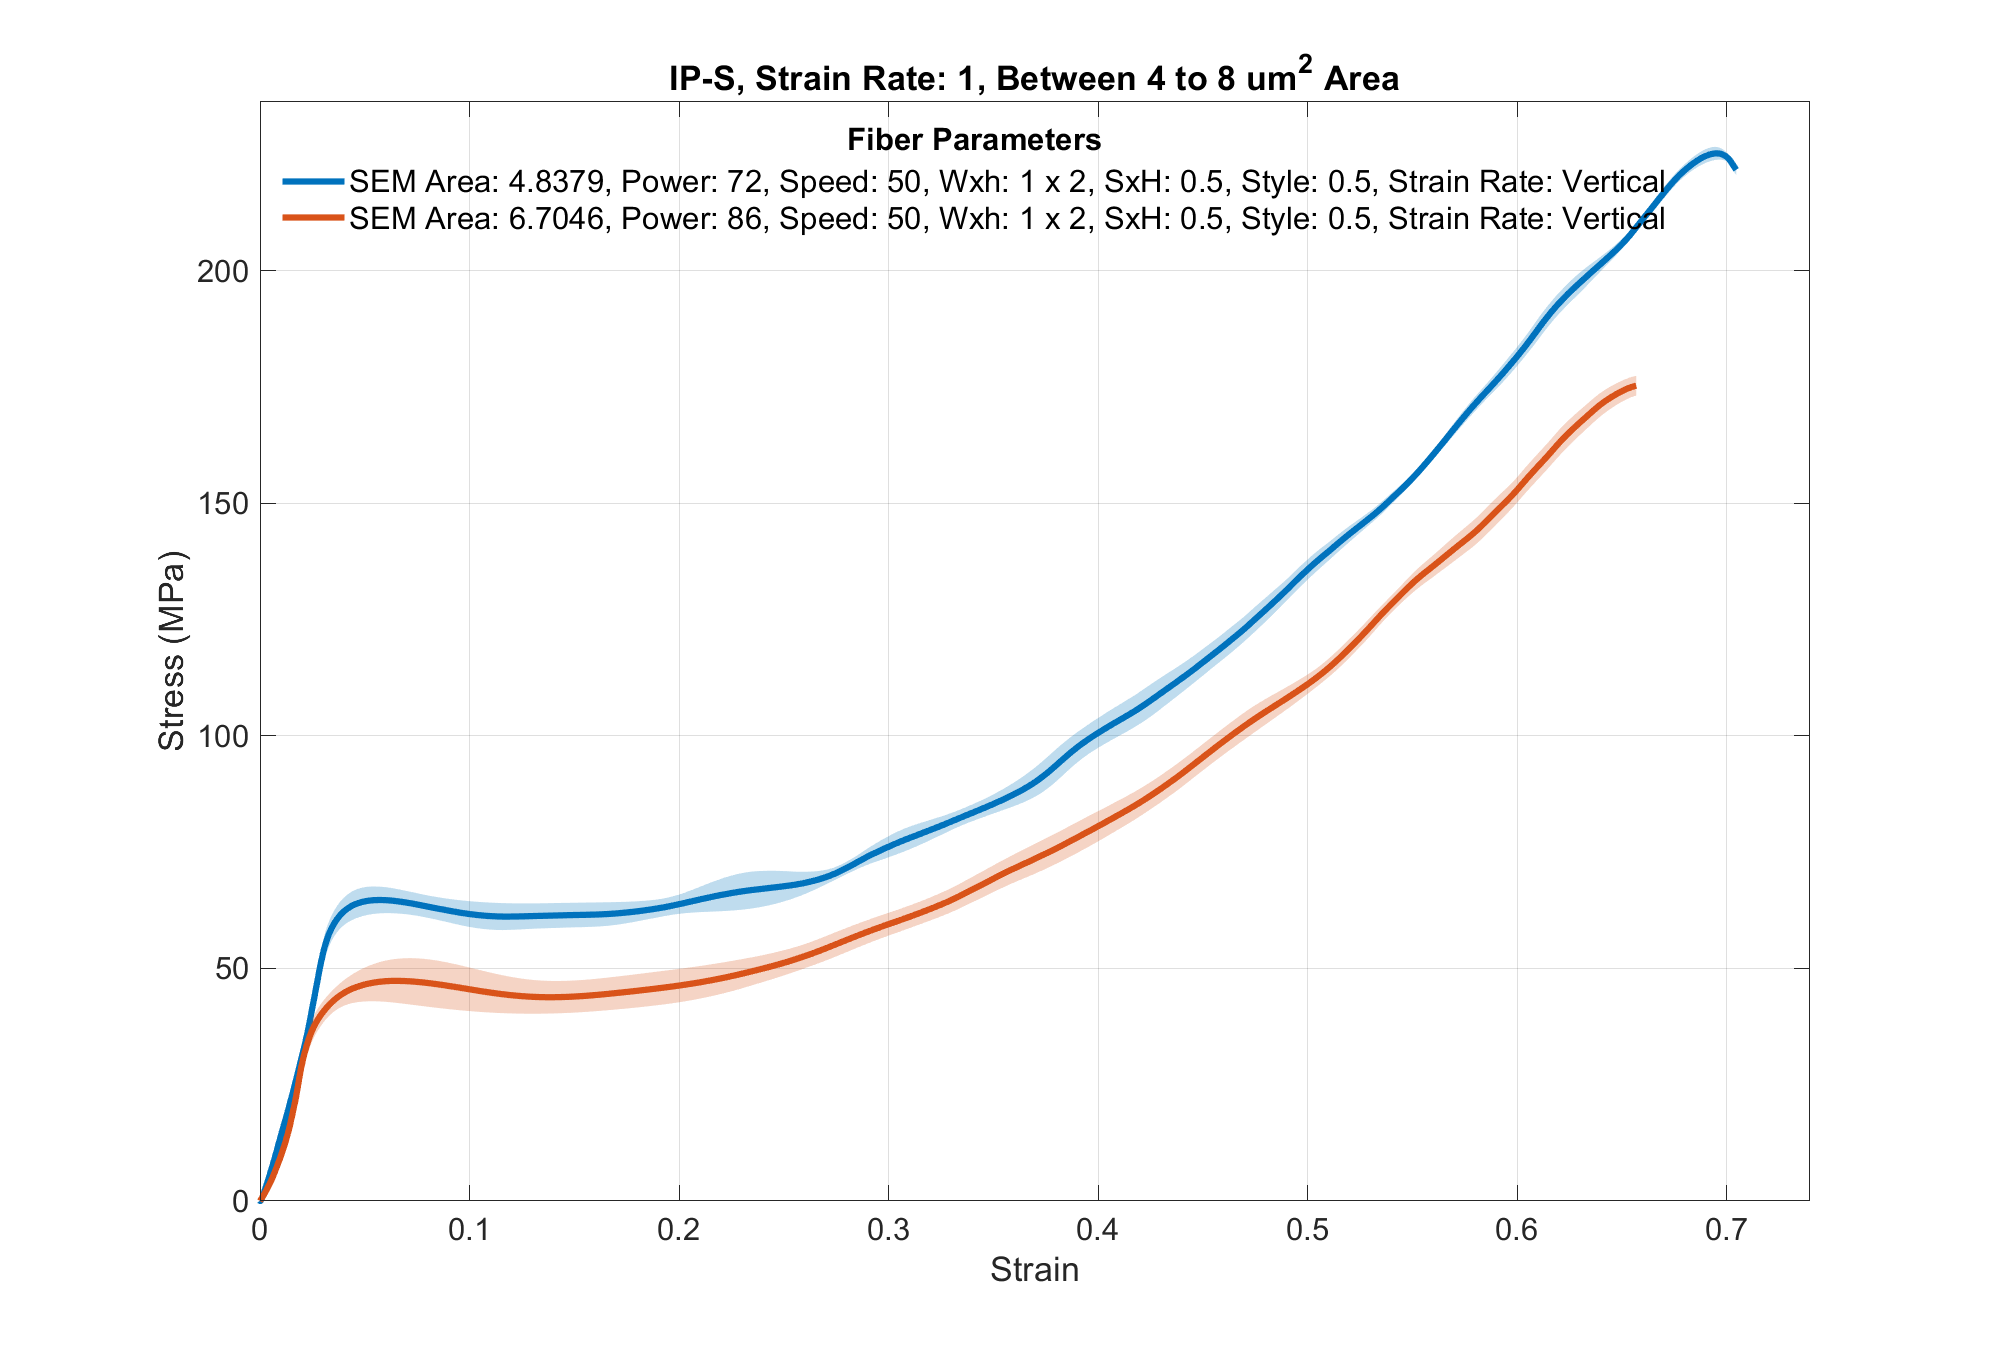 IP-S, Strain Rate: 1, Between 4 to 8 um² Area
Fiber Parameters
SEM Area: 4.8379, Power: 72, Speed: 50, Wxh: 1 x 2, SxH: 0.5, Style: 0.5, Strain Rate: Vertical
SEM Area: 6.7046, Power: 86, Speed: 50, Wxh: 1 x 2, SxH: 0.5, Style: 0.5, Strain Rate: Vertical
200
150
100
50
0
Stress (MPa)
0 0.1 0.2 0.3 0.4 0.5 0.6 0.7
Strain